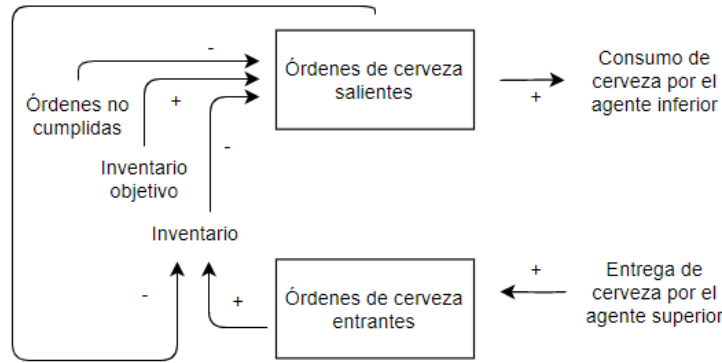 -
Órdenes de cerveza
salientes
Consumo de
cerveza por el
agente inferior
+
Órdenes no
cumplidas
+
-
Inventario
objetivo
Inventario
-
+
Órdenes de cerveza
entrantes
+
Entrega de
cerveza por el
agente superior